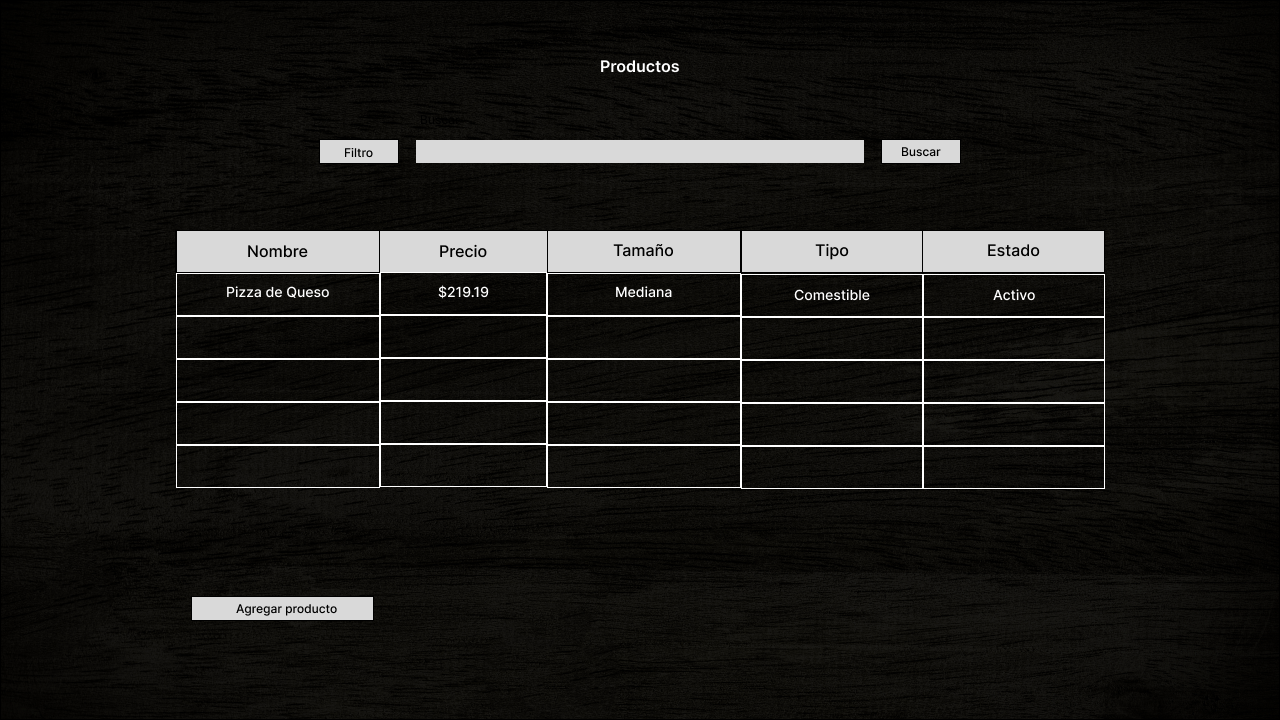 Productos
Filtro
Buscar
Nombre Precio Tamaño Tipo Estado
Pizza de Queso $219.19 Mediana Comestible Activo
Agregar producto